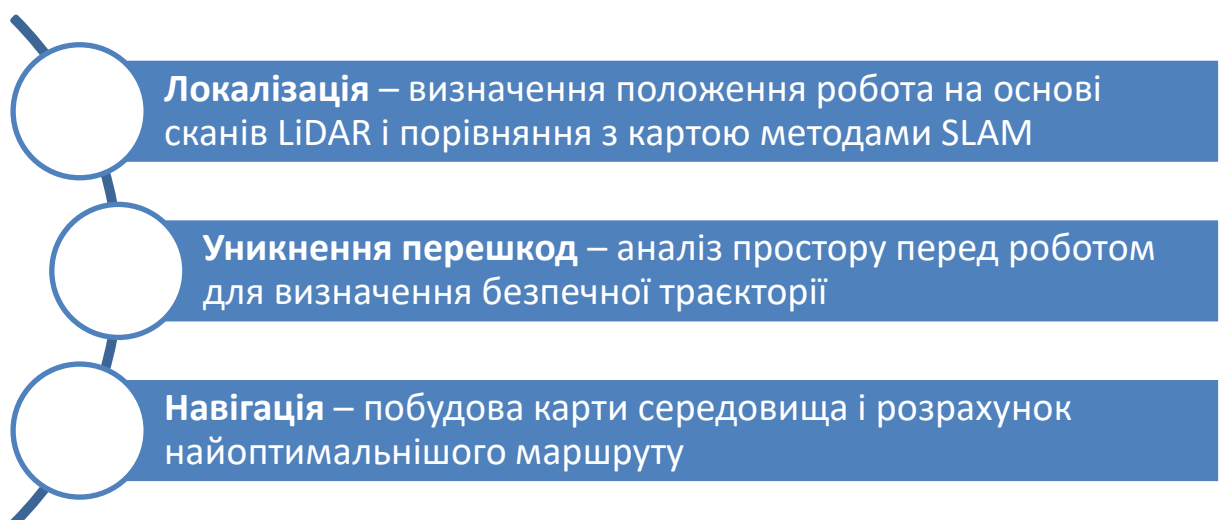 Локалізація – визначення положення робота на основі
сканів LiDAR і порівняння з картою методами SLAM
Уникнення перешкод – аналіз простору перед роботом
для визначення безпечної траєкторії
Навігація – побудова карти середовища і розрахунок
найоптимальнішого маршруту